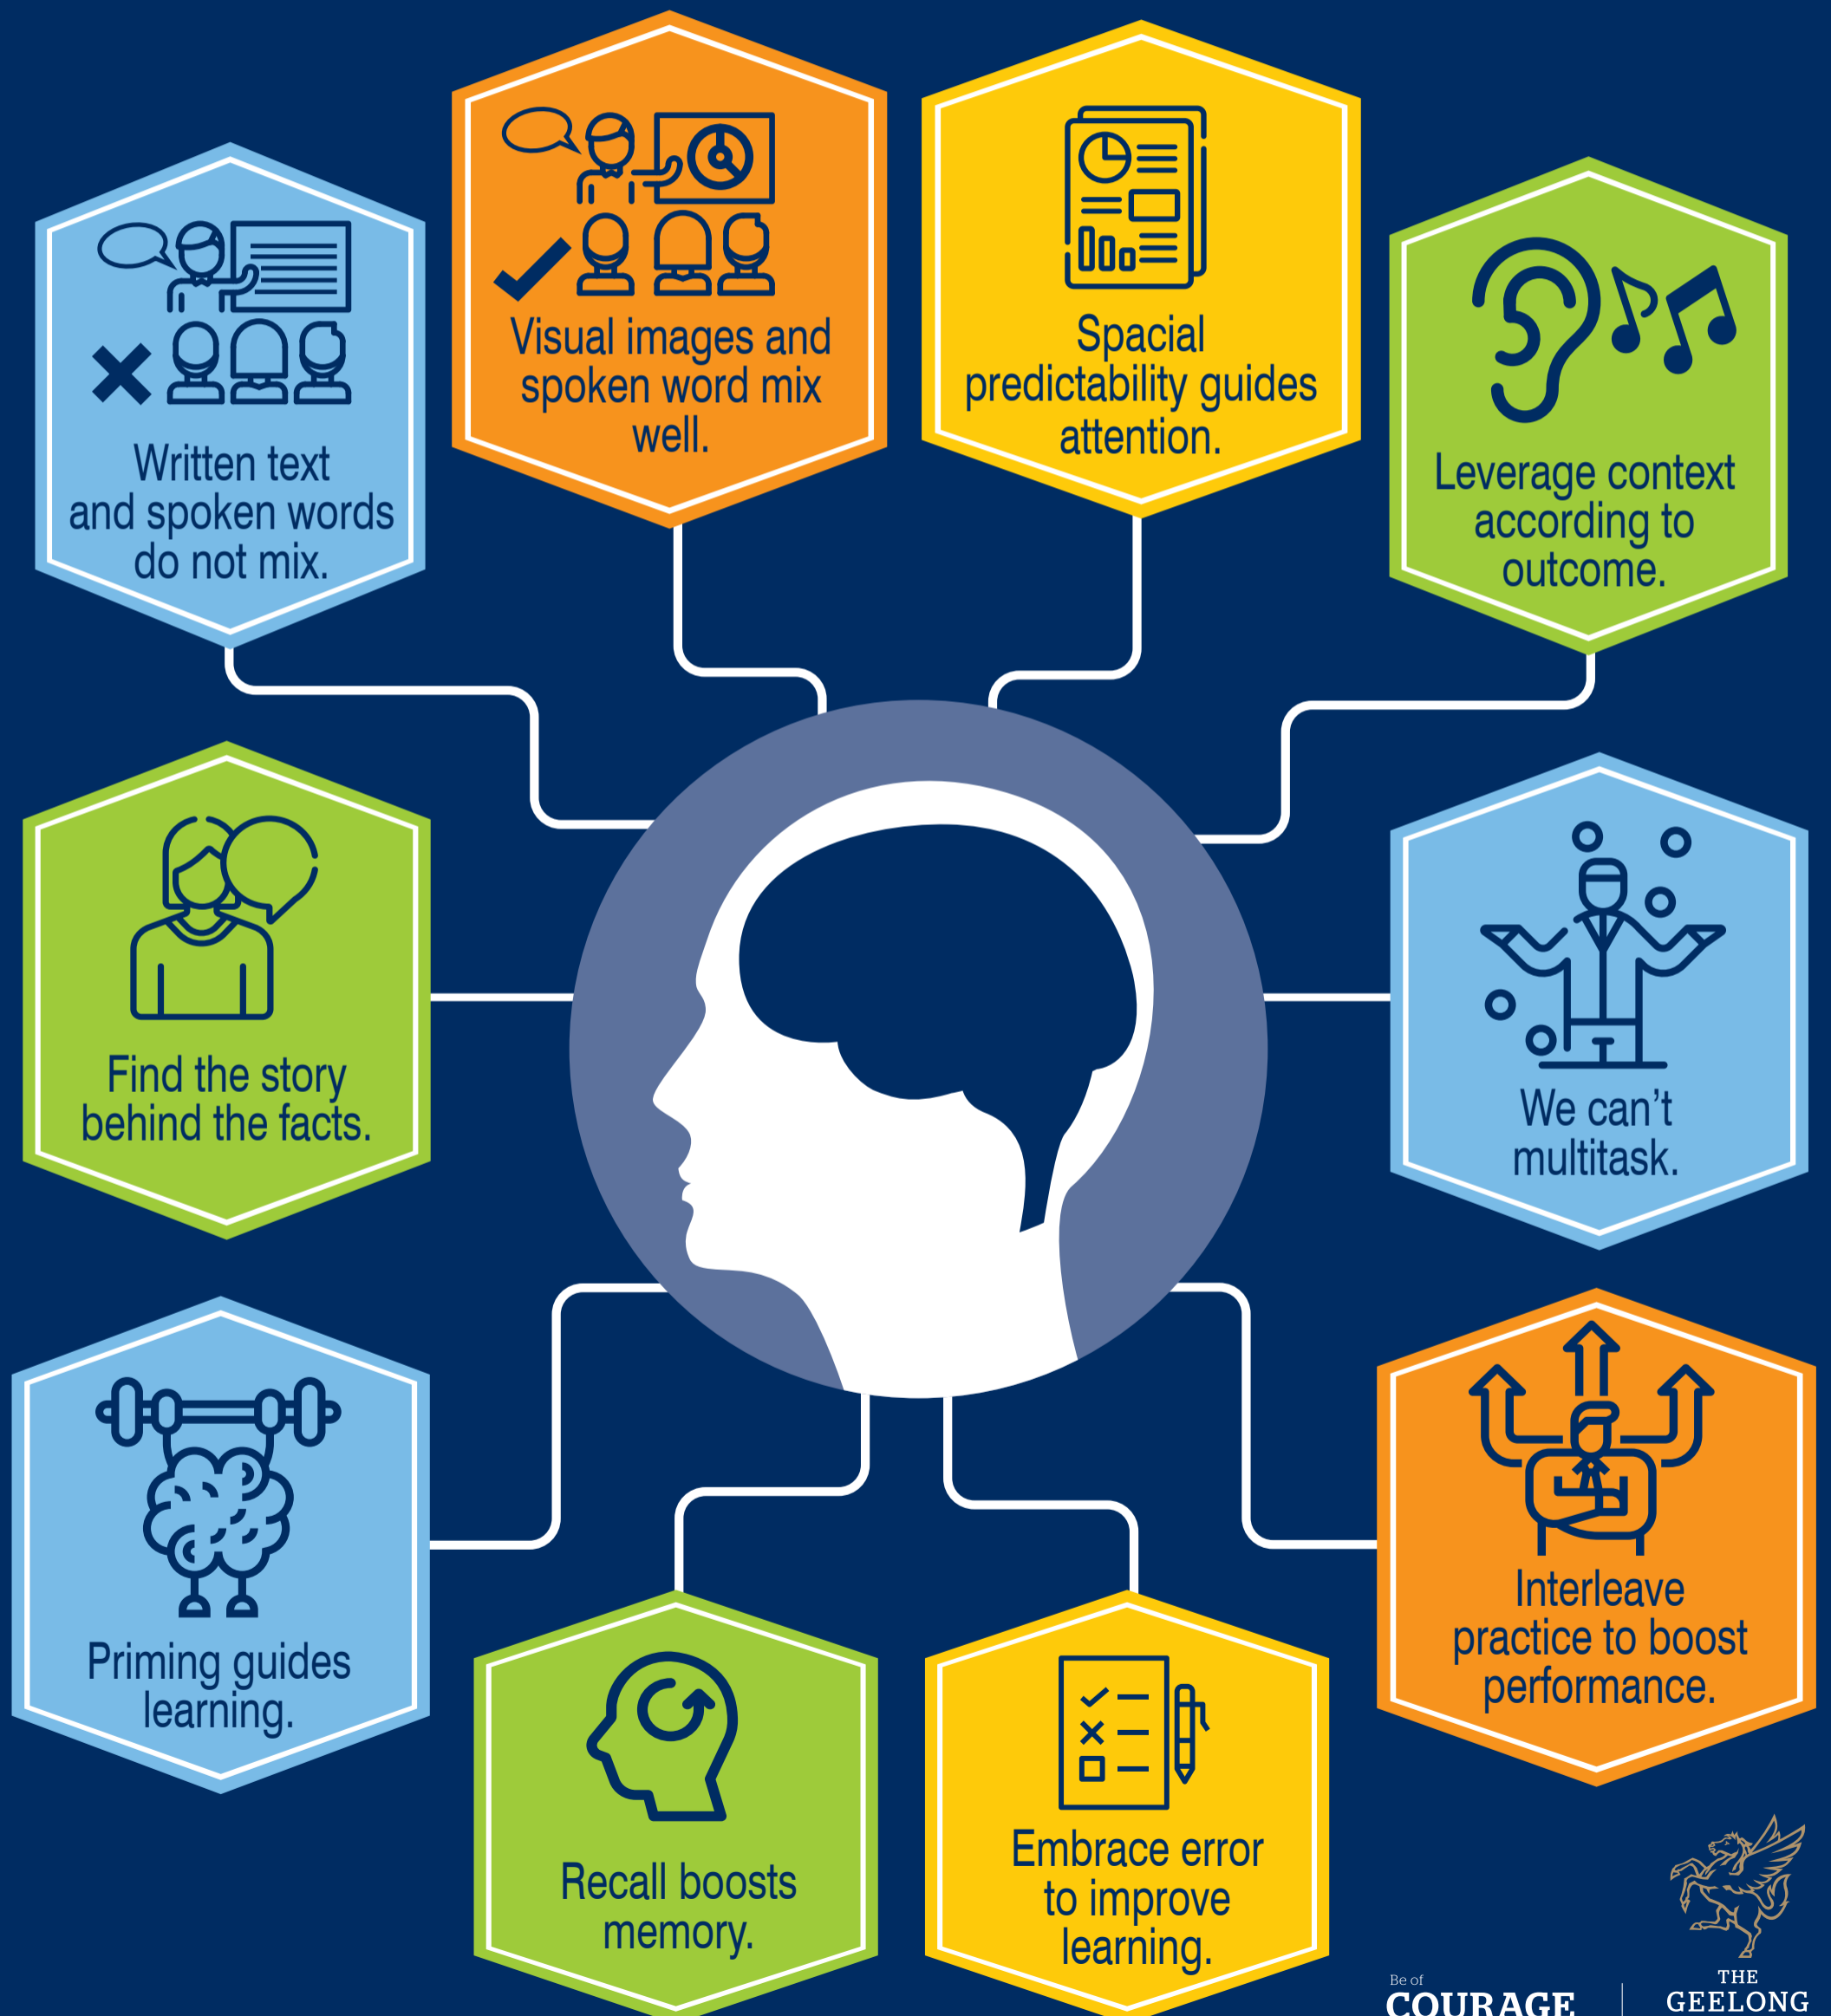 Written text
and spoken words
do not mix.
Visual images and
spoken word mix
well.
Spacial
predictability guides
attention.
Leverage context
according to
outcome.
Find the story
behind the facts.
We can't
multitask.
Priming guides
learning.
Recall boosts
memory.
Embrace error
to improve
learning.
Interleave
practice to boost
performance.
Be of
COURAGE
THE
GEELONG